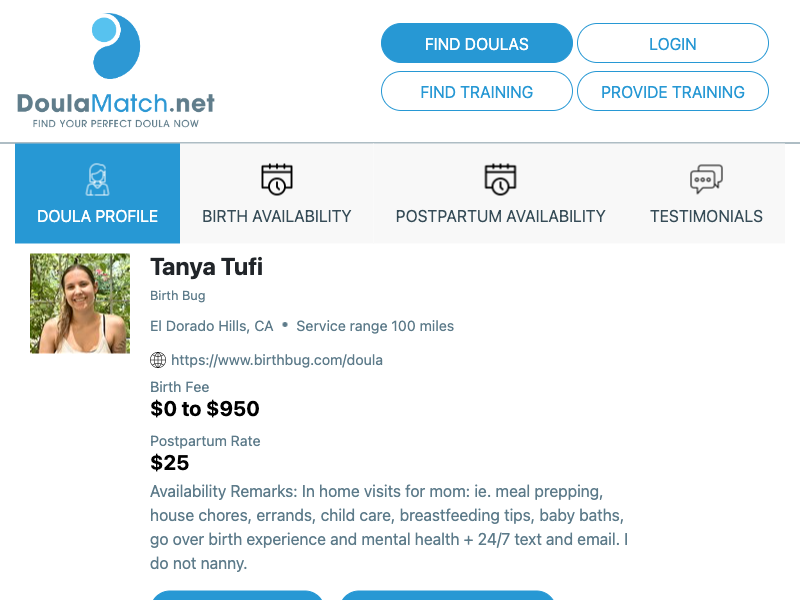 DoulaMatch.net
FIND YOUR PERFECT DOULA NOW
FIND DOULAS
LOGIN
FIND TRAINING
PROVIDE TRAINING
DOULA PROFILE
BIRTH AVAILABILITY
POSTPARTUM AVAILABILITY
TESTIMONIALS
Tanya Tufi
Birth Bug
El Dorado Hills, CA • Service range 100 miles
https://www.birthbug.com/doula
Birth Fee
$0 to $950
Postpartum Rate
$25
Availability Remarks: In home visits for mom: ie. meal prepping,
house chores, errands, child care, breastfeeding tips, baby baths,
go over birth experience and mental health + 24/7 text and email. I
do not nanny.